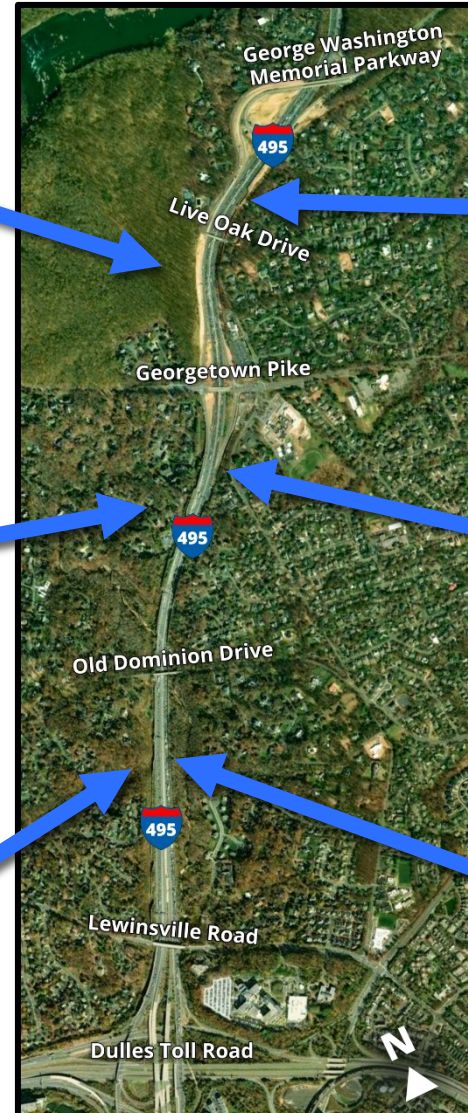 George Washington
Memorial Parkway
495
Live Oak Drive
Georgetown Pike
495
Old Dominion Drive
495
Lewinsville Road
Dulles Toll Road
N